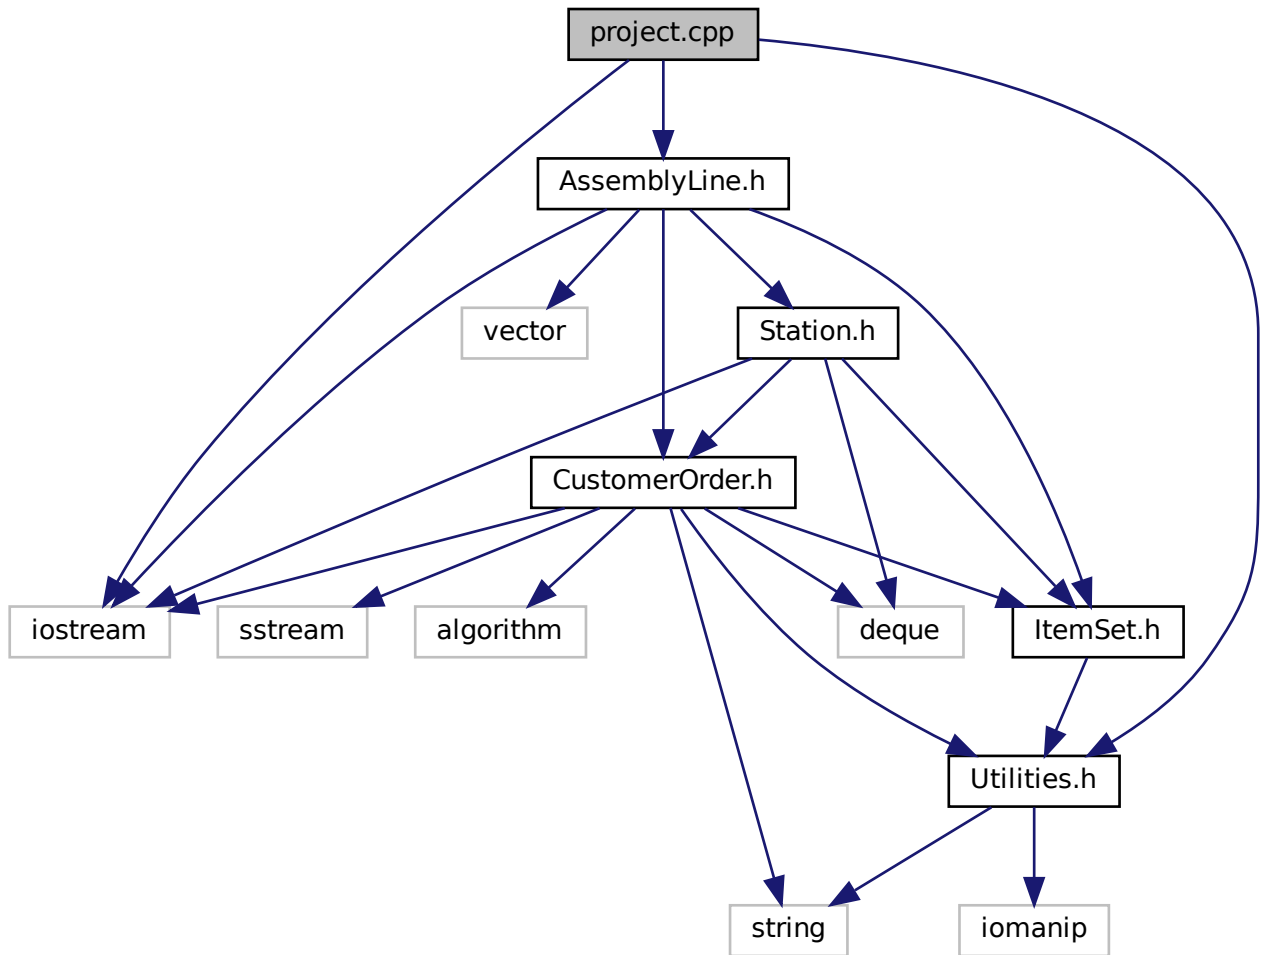 project.cpp
AssemblyLine.h
vector
Station.h
CustomerOrder.h
iostream
sstream
algorithm
deque
ItemSet.h
Utilities.h
string
iomanip